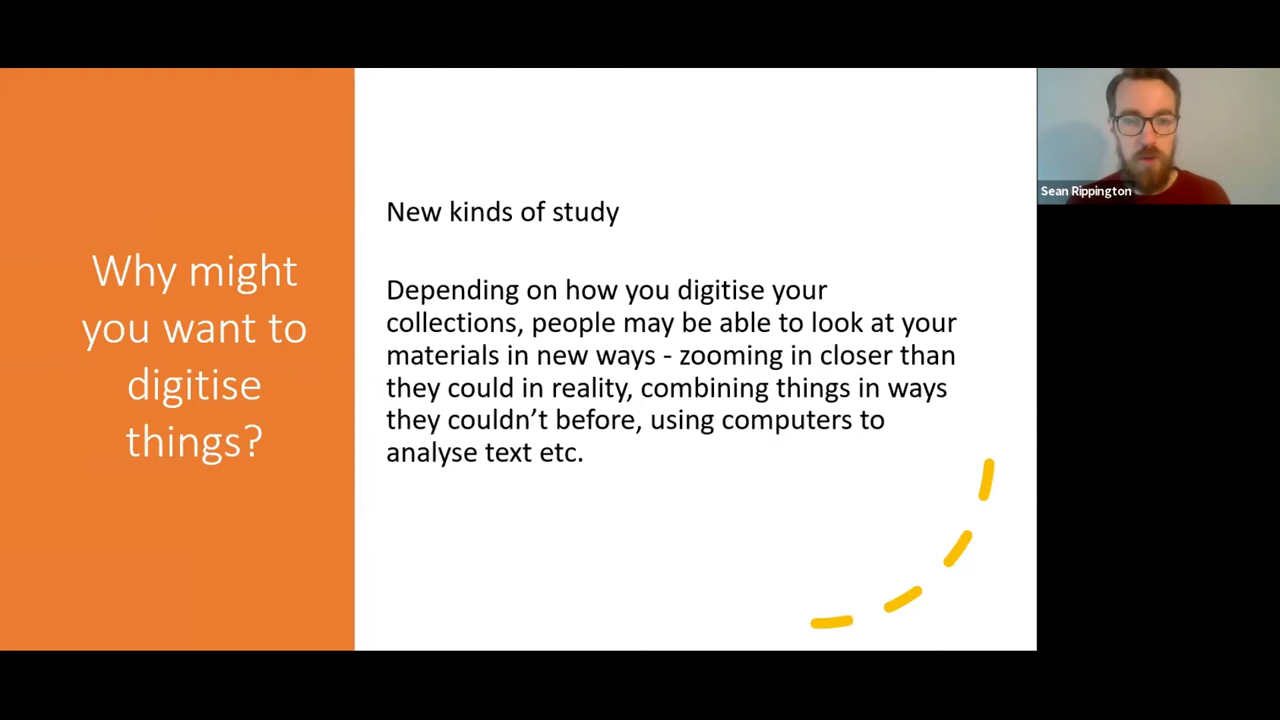 Why might
you want to
digitise
things?
New kinds of study
Depending on how you digitise your
collections, people may be able to look at your
materials in new ways - zooming in closer than
they could in reality, combining things in ways
they couldn’t before, using computers to
analyse text etc.
Sean Rippington